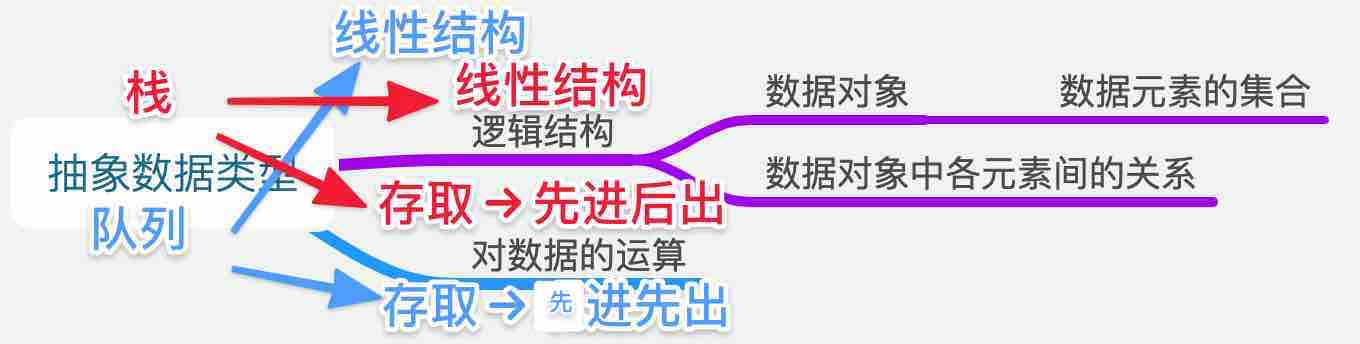 线性结构
栈
线性结构
数据对象
数据元素的集合
逻辑结构
抽象数据类型
数据对象中各元素间的关系
存取→先进后出
队列
对数据的运算
存取→先进先出